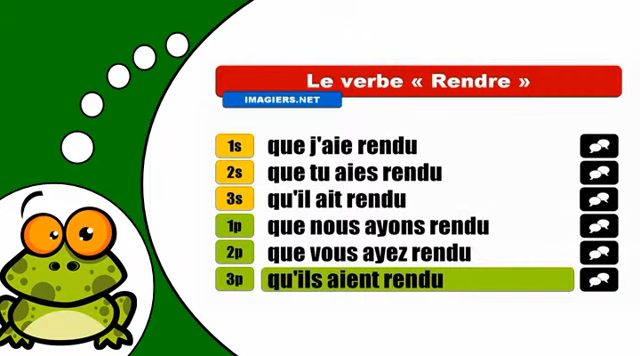 Le verbe « Rendre »
IMAGIERS.NET
1s que j'aie rendu
2s que tu aies rendu
3s qu'il ait rendu
1p que nous ayons rendu
2p que vous ayez rendu
3p qu'ils aient rendu